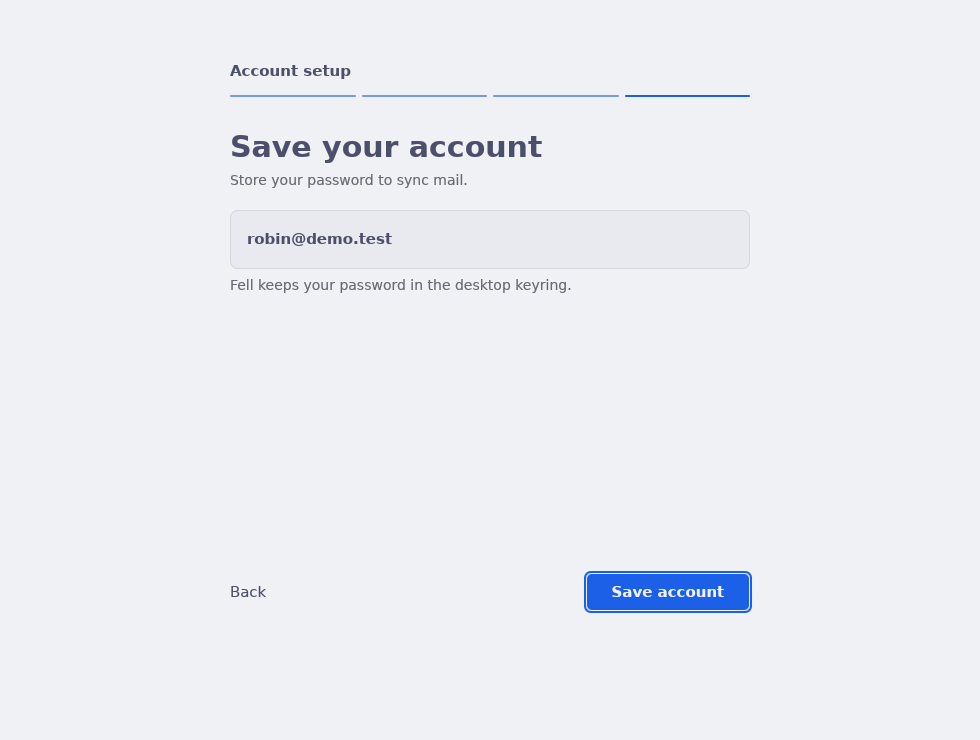 Account setup
Save your account
Store your password to sync mail.
robin@demo.test
Fell keeps your password in the desktop keyring.
Back
Save account